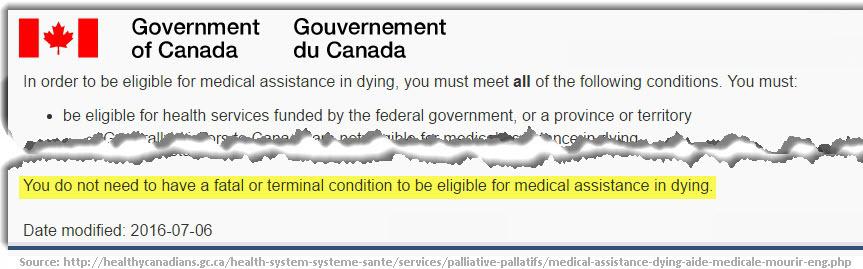 Government of Canada
Gouvernement du Canada
In order to be eligible for medical assistance in dying, you must meet all of the following conditions. You must:
• be eligible for health services funded by the federal government, or a province or territory
You do not need to have a fatal or terminal condition to be eligible for medical assistance in dying.
Date modified: 2016-07-06
Source: http://healthycanadians.gc.ca/health-system-systeme-sante/services/palliative-pallatifs/medical-assistance-dying-aide-medicale-mourir-eng.php